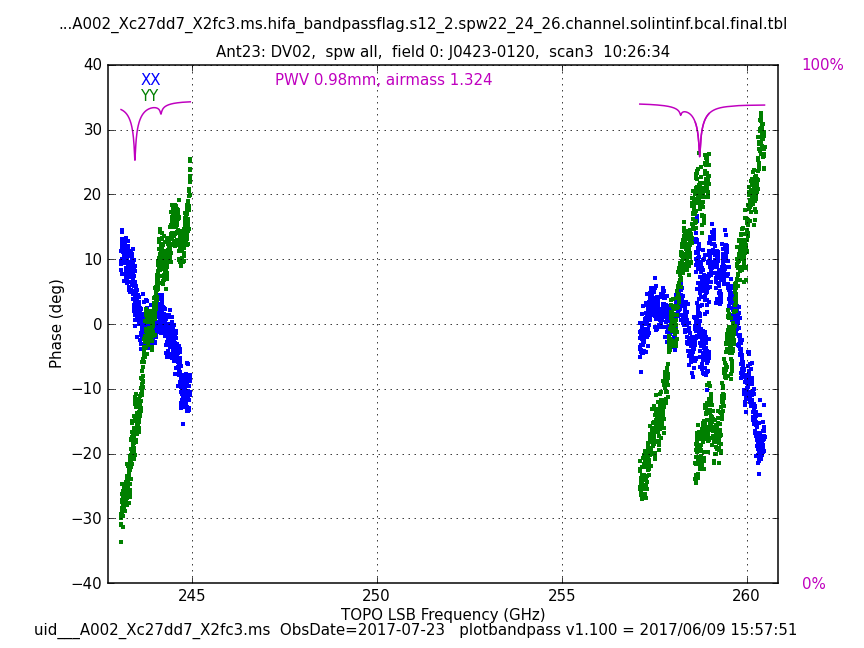 ...A002_Xc27dd7_X2fc3.ms.hifa_bandpassflag.s12_2.spw22_24_26.channel.solintinf.bcal.final.tbl
Ant23: DV02,  spw all,  field 0: J0423-0120,  scan3  10:26:34
XX
YY
PWV 0.98mm, airmass 1.324
100%
0%
40
30
20
10
0
−10
−20
−30
−40
Phase (deg)
245
250
255
260
TOPO LSB Frequency (GHz)
uid___A002_Xc27dd7_X2fc3.ms  ObsDate=2017-07-23   plotbandpass v1.100 = 2017/06/09 15:57:51